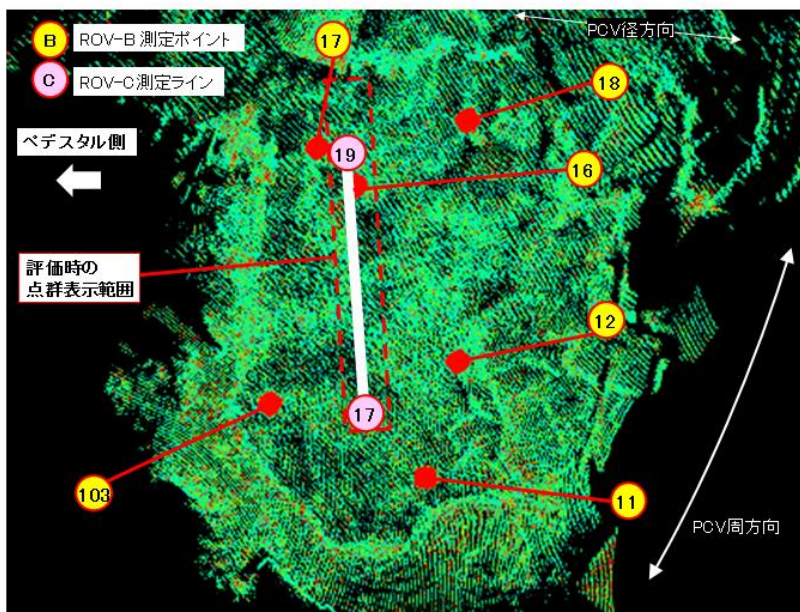 B ROV-B 測定ポイント
C ROV-C測定ライン
17
18
PCV径方向
ペデスタル側
19
16
評価時の
点群表示範囲
12
17
103
11
PCV周方向